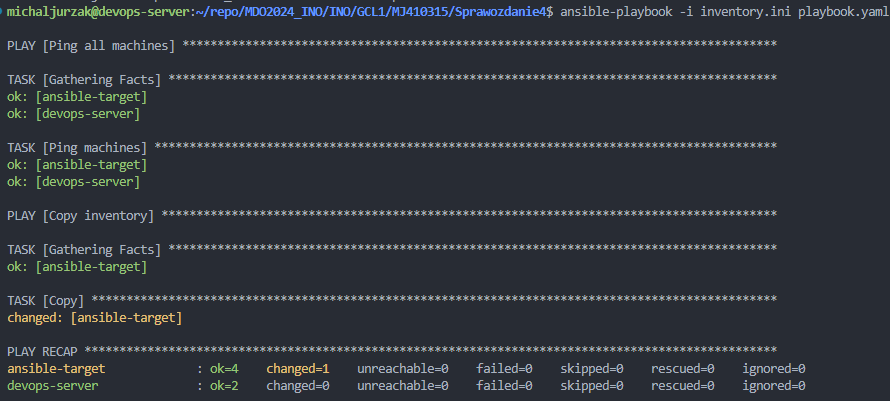 michaljurzak@devops-server:~/repo/MDO2024_INO/INO/GCL1/MJ410315/Sprawozdanie4$ ansible-playbook -i inventory.ini playbook.yaml
PLAY [Ping all machines] *************************************************************************************
TASK [Gathering Facts] ***************************************************************************************
ok: [ansible-target]
ok: [devops-server]
TASK [Ping machines] *****************************************************************************************
ok: [ansible-target]
ok: [devops-server]
PLAY [Copy inventory] ****************************************************************************************
TASK [Gathering Facts] ***************************************************************************************
ok: [ansible-target]
TASK [Copy] **************************************************************************************************
changed: [ansible-target]
PLAY RECAP ***************************************************************************************************
ansible-target             : ok=4    changed=1    unreachable=0    failed=0    skipped=0    rescued=0    ignored=0
devops-server              : ok=2    changed=0    unreachable=0    failed=0    skipped=0    rescued=0    ignored=0